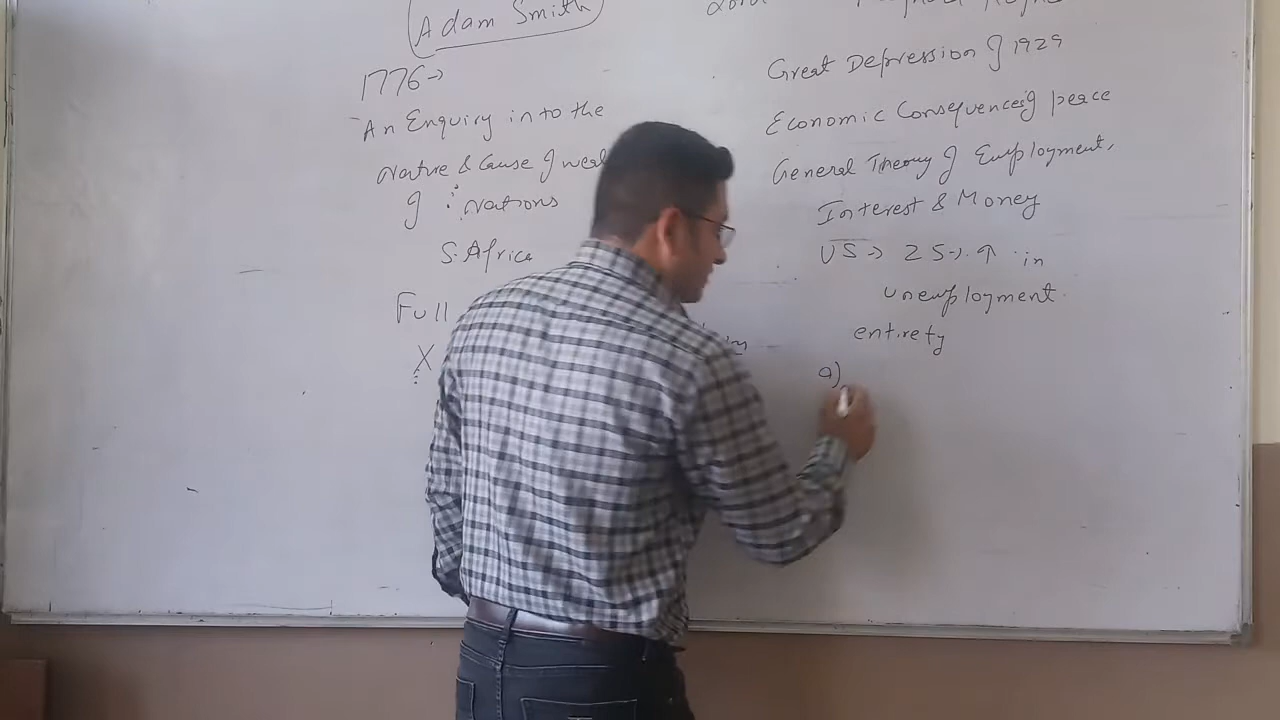 Adam Smith
1776→
An Enquiry into the
Nature & Cause of weal
of : Nations
S. Africa
Full
X
Great Depression of 1929
Economic Consequences of peace
General Theory of Employment,
Interest & Money
US → 25% ↑ in
unemployment
entirety
a)